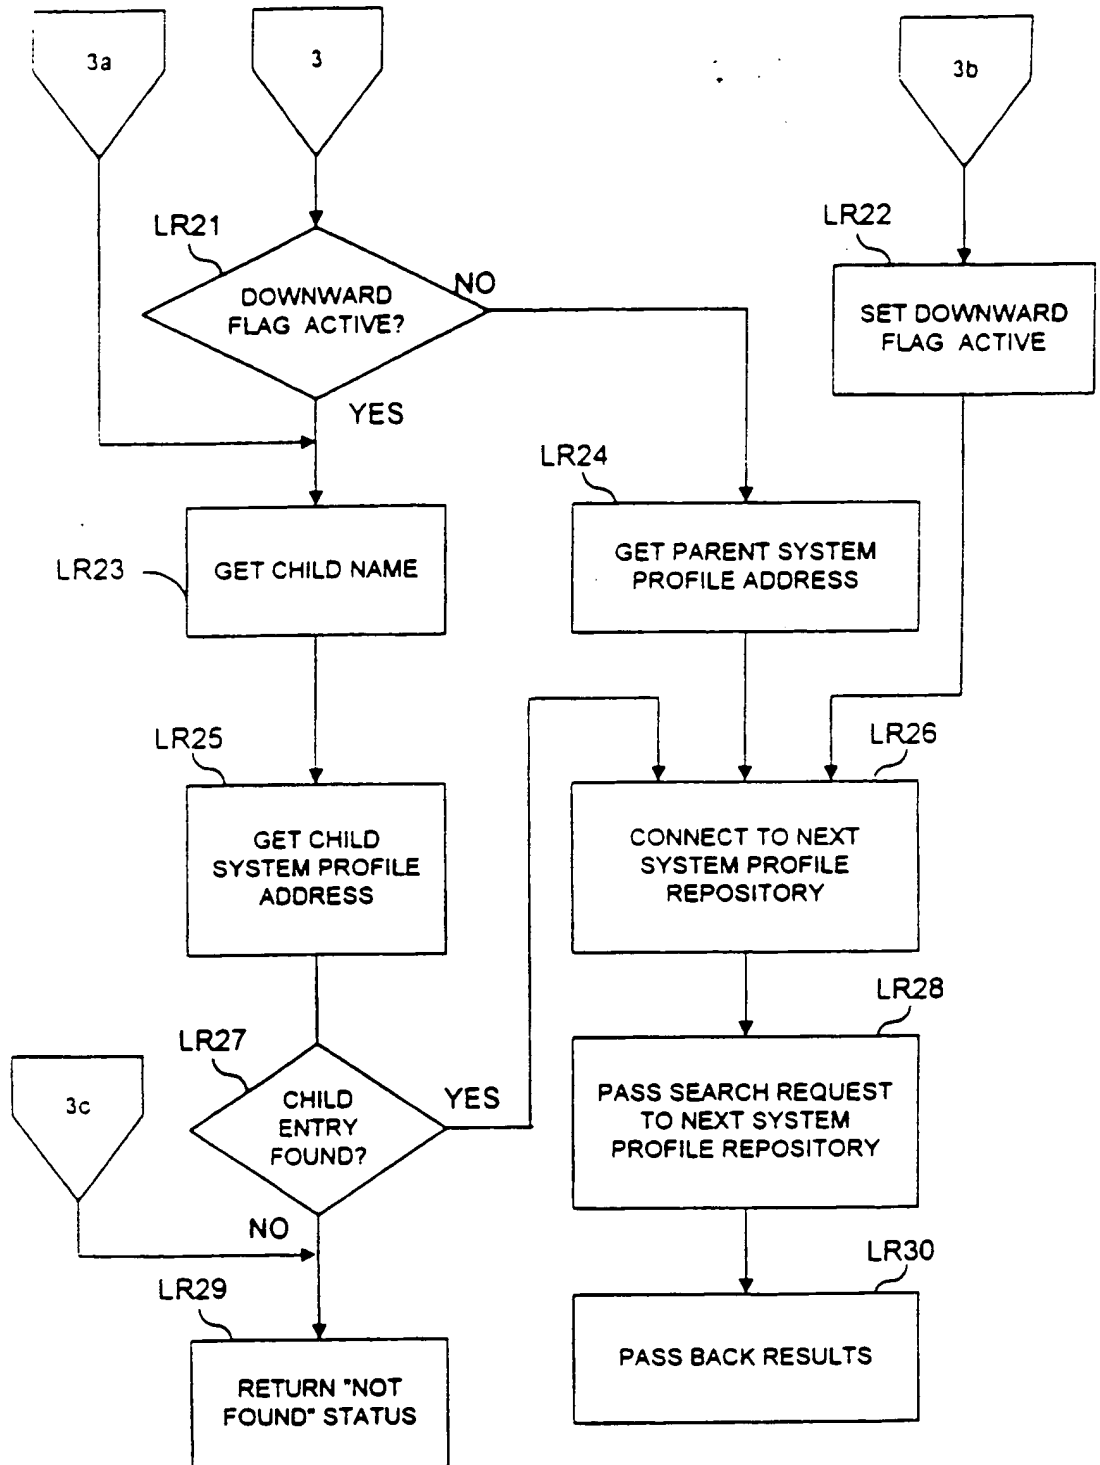 3a
3
3b
LR21
LR22
DOWNWARD
FLAG ACTIVE?
NO
SET DOWNWARD
FLAG ACTIVE
YES
LR24
LR23
GET CHILD NAME
GET PARENT SYSTEM
PROFILE ADDRESS
LR25
LR26
GET CHILD
SYSTEM PROFILE
ADDRESS
CONNECT TO NEXT
SYSTEM PROFILE
REPOSITORY
LR27
LR28
3c
CHILD
ENTRY
FOUND?
YES
PASS SEARCH REQUEST
TO NEXT SYSTEM
PROFILE REPOSITORY
NO
LR29
LR30
RETURN "NOT
FOUND" STATUS
PASS BACK RESULTS